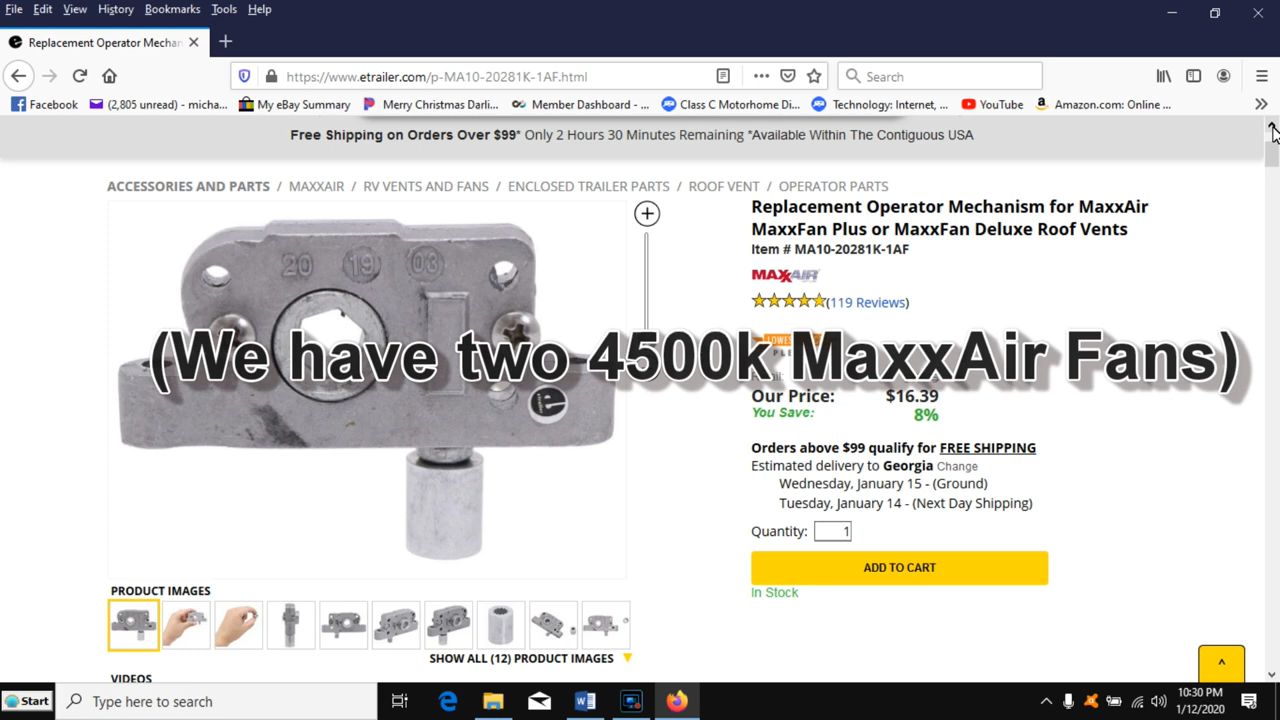 File Edit View History Bookmarks Tools Help
Replacement Operator Mechan
https://www.etrailer.com/p-MA10-20281K-1AF.html
Search
Facebook
(2,805 unread) - micha...
My eBay Summary
Merry Christmas Darli...
Member Dashboard - ...
Class C Motorhome Di...
Technology: Internet, ...
YouTube
Amazon.com: Online ...
Free Shipping on Orders Over $99* Only 2 Hours 30 Minutes Remaining *Available Within The Contiguous USA
ACCESSORIES AND PARTS / MAXXAIR / RV VENTS AND FANS / ENCLOSED TRAILER PARTS / ROOF VENT / OPERATOR PARTS
Replacement Operator Mechanism for MaxxAir
MaxxFan Plus or MaxxFan Deluxe Roof Vents
Item # MA10-20281K-1AF
MAXXAIR
(119 Reviews)
20 19 03
(We have two 4500k MaxxAir Fans)
Our Price: $16.39
You Save: 8%
Orders above $99 qualify for FREE SHIPPING
Estimated delivery to Georgia Change
Wednesday, January 15 - (Ground)
Tuesday, January 14 - (Next Day Shipping)
Quantity: 1
ADD TO CART
In Stock
PRODUCT IMAGES
SHOW ALL (12) PRODUCT IMAGES
VIDEOS
Start
Type here to search
10:30 PM
1/12/2020